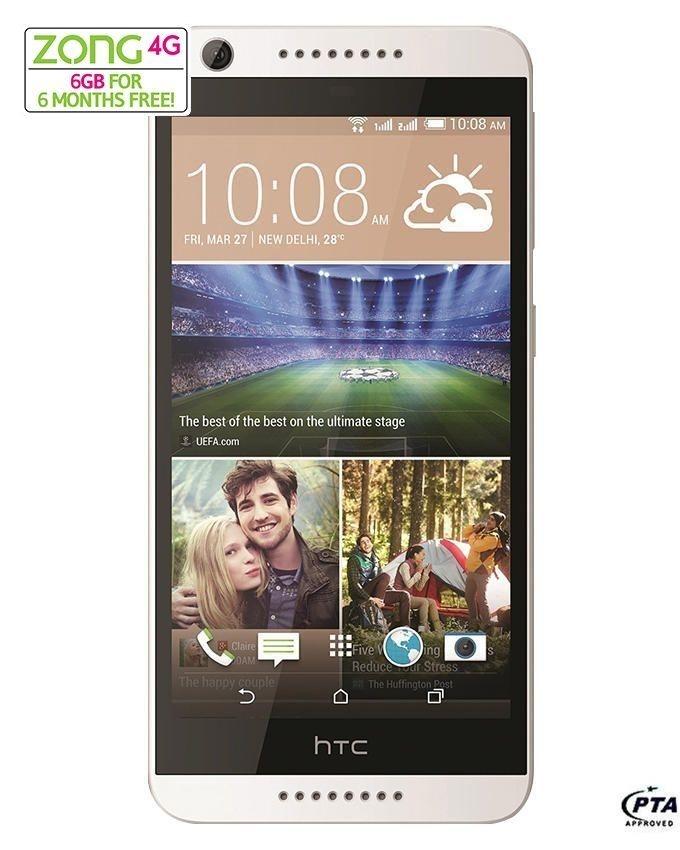 ZONG 4G
6GB FOR
6 MONTHS FREE!
10:08 AM
10:08 AM
FRI, MAR 27 | NEW DELHI, 28°C
The best of the best on the ultimate stage
UEFA.com
Claire
The happy couple
Five
Reduce Your Stress
The Huffington Post
hTC
PTA
APPROVED